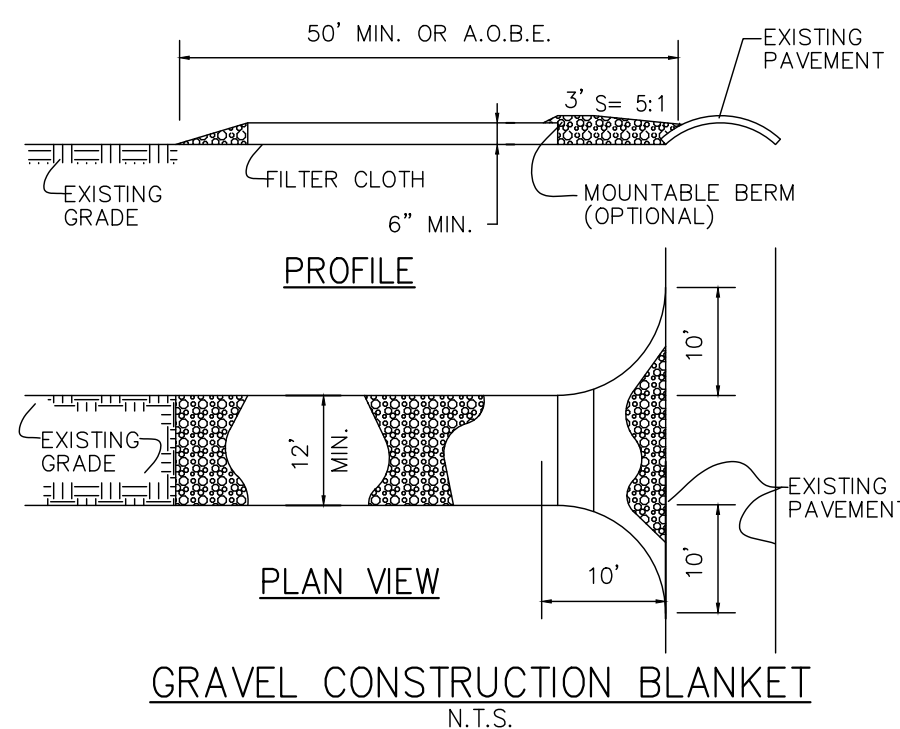 50' MIN. OR A.O.B.E.
EXISTING
PAVEMENT
3' S= 5:1
FILTER CLOTH
EXISTING
GRADE
MOUNTABLE BERM
(OPTIONAL)
6" MIN.
PROFILE
10'
12'
MIN.
EXISTING
GRADE
EXISTING
PAVEMENT
10'
10'
PLAN VIEW
GRAVEL CONSTRUCTION BLANKET
N.T.S.